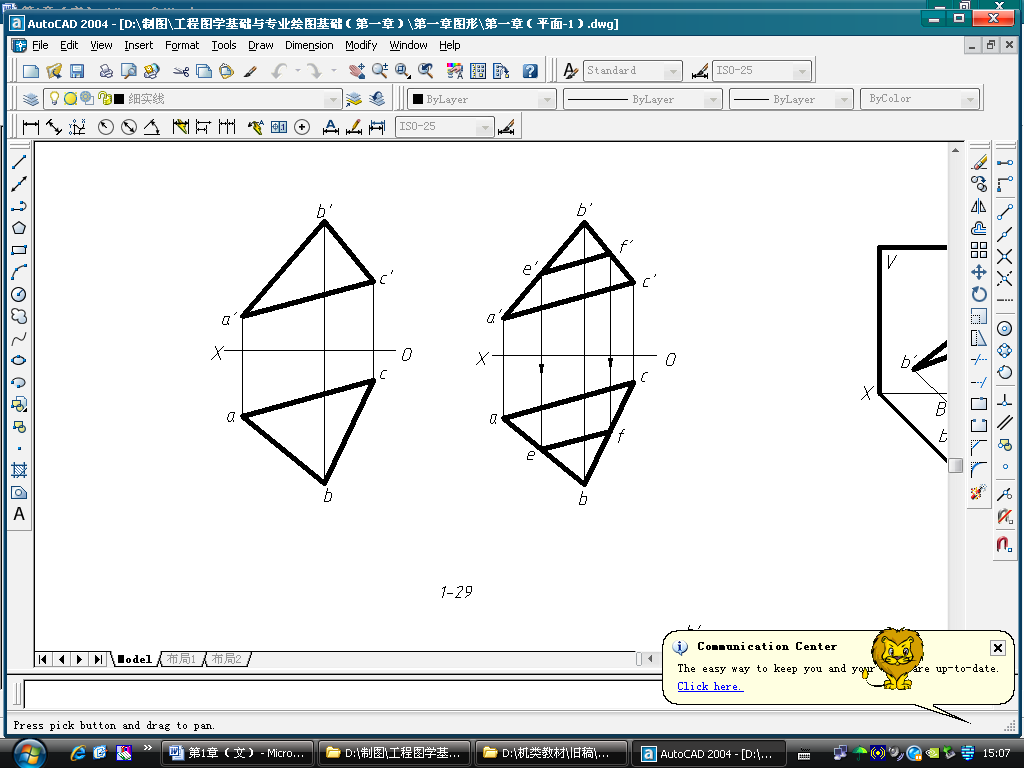 AutoCAD 2004 - [D:\制图\工程图学基础与专业绘图基础(第一章)\第一章图形\第一章(平面-1).dwg]
File Edit View Insert Format Tools Draw Dimension Modify Window Help
Standard ISO-25
细实线 ByLayer ByLayer ByLayer ByColor
ISO-25
A
b' b'
f'
V
e'
c' c'
a' a'
b'
X O X O
c c
X
B
a a
b
f
e
b b
1-29
b'
Model 布局1 布局2
Communication Center
The easy way to keep you and your are up-to-date.
Click here.
Press pick button and drag to pan.
第1章(文) - Micro... D:\制图\工程图学基... D:\机类教材\旧稿\... AutoCAD 2004 - [D:\... 15:07